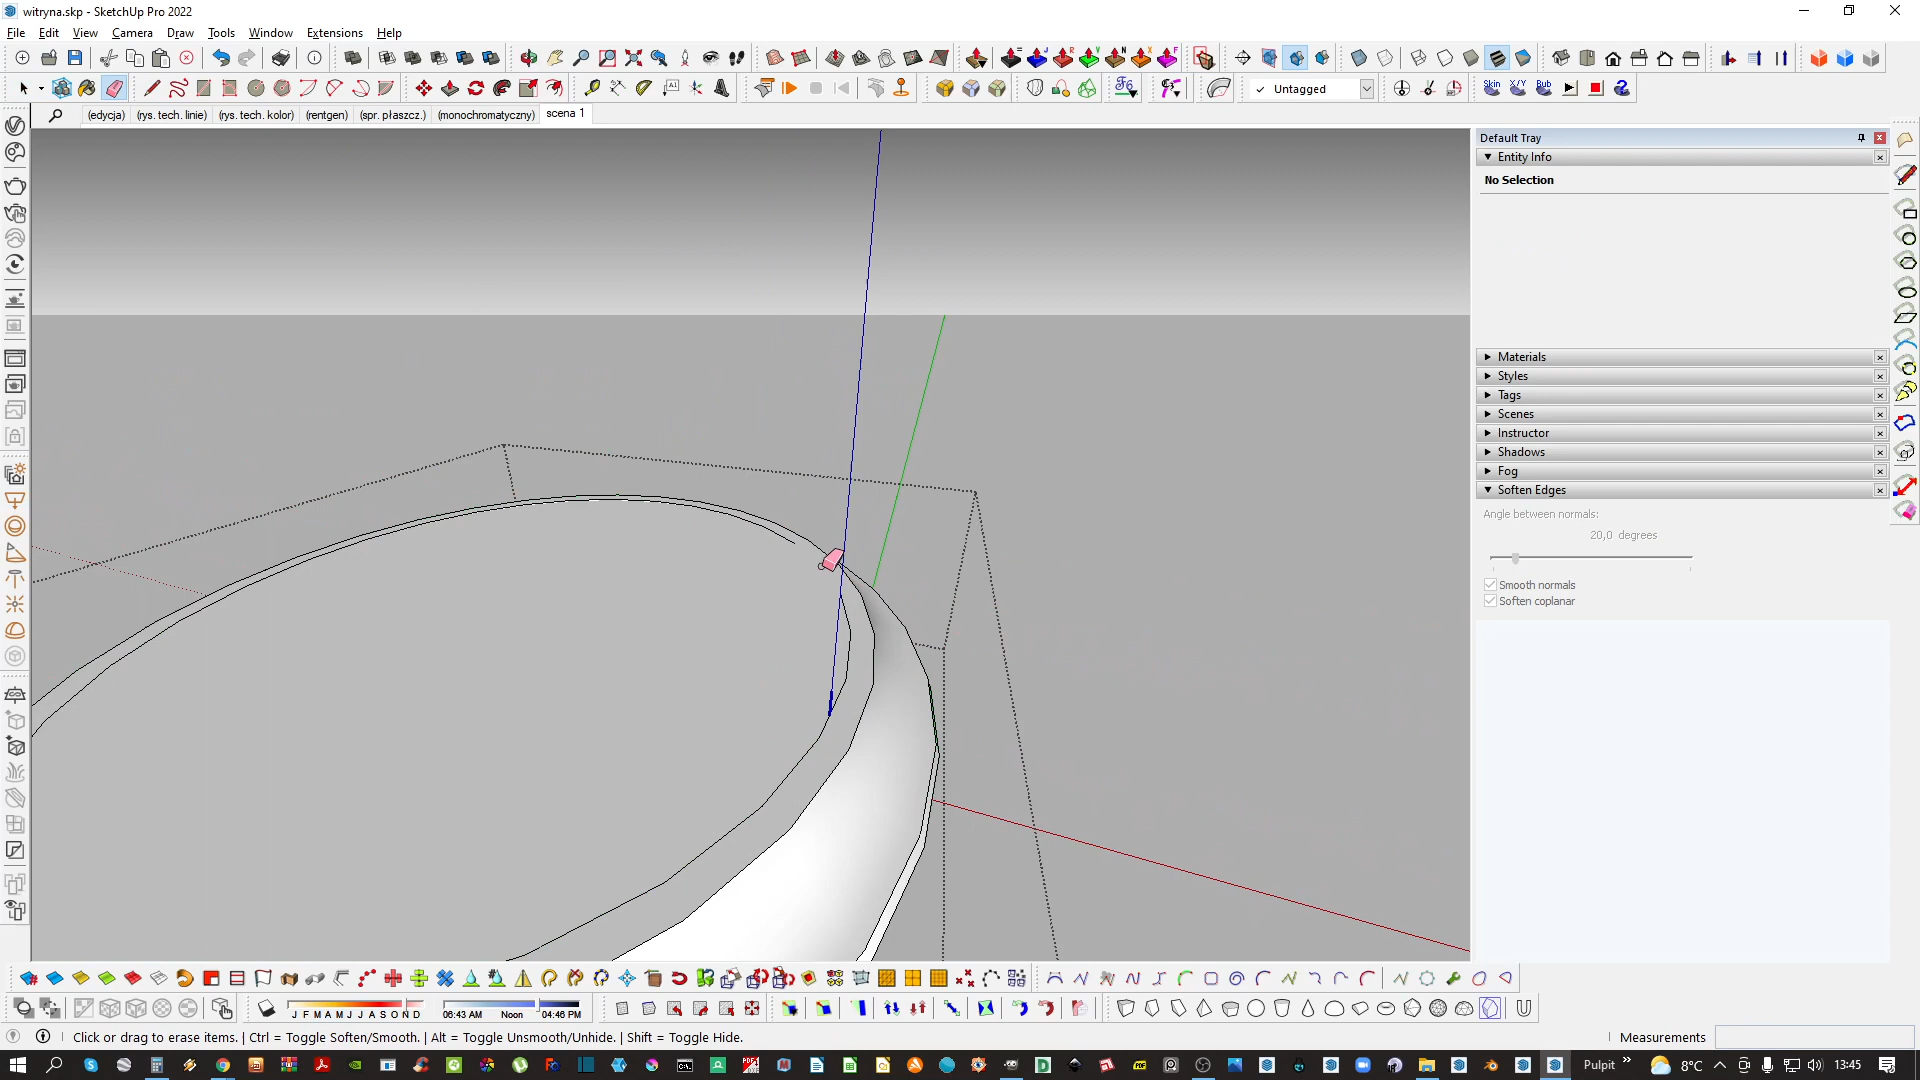 witryna.skp - SketchUp Pro 2022
File Edit View Camera Draw Tools Window Extensions Help
Untagged
Skin X/Y Bub
(edycja) (rys. tech. linie) (rys. tech. kolor) (rentgen) (spr. płaszcz.) (monochromatyczny) scena 1
Default Tray
Entity Info
No Selection
Materials
Styles
Tags
Scenes
Instructor
Shadows
Fog
Soften Edges
Angle between normals:
20,0 degrees
Smooth normals
Soften coplanar
J F M A M J J A S O N D
06:43 AM Noon 04:46 PM
Click or drag to erase items. | Ctrl = Toggle Soften/Smooth. | Alt = Toggle Unsmooth/Unhide. | Shift = Toggle Hide.
Measurements
Pulpit
8°C
13:45